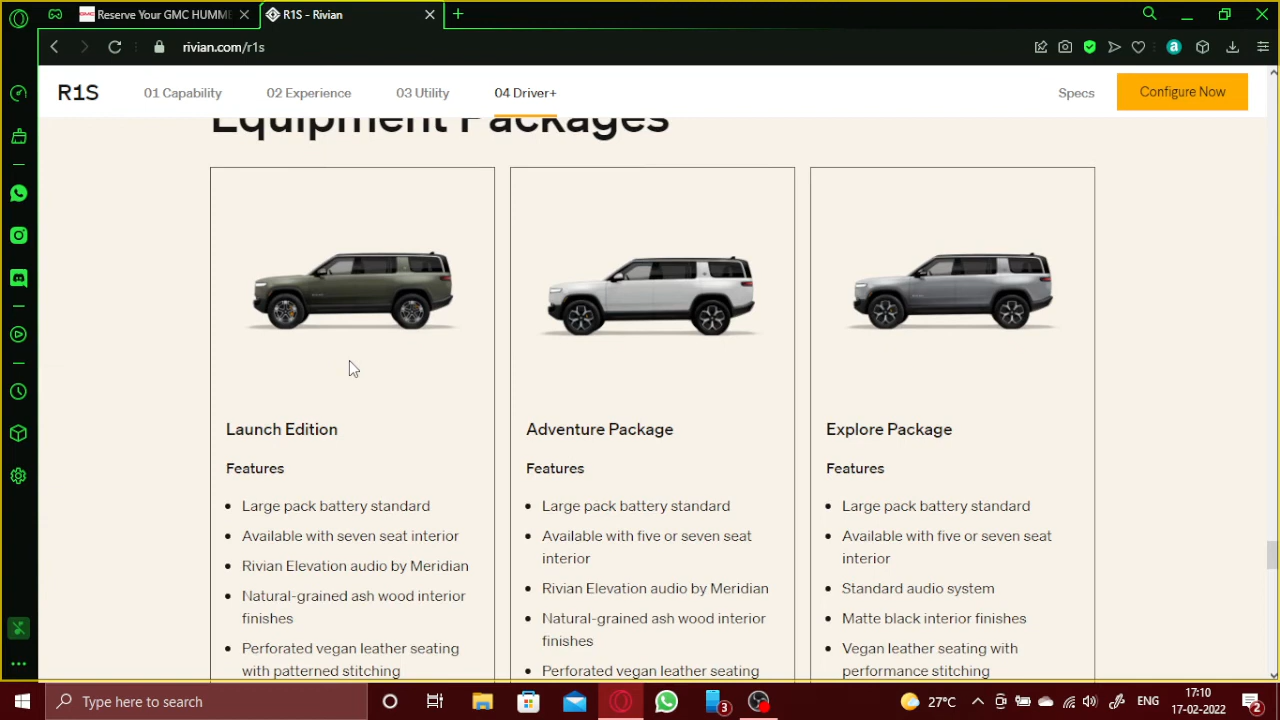 Reserve Your GMC HUMME
R1S - Rivian
rivian.com/r1s
R1S
01 Capability
02 Experience
03 Utility
04 Driver+
Specs
Configure Now
Equipment Packages
Launch Edition
Features
Large pack battery standard
Available with seven seat interior
Rivian Elevation audio by Meridian
Natural-grained ash wood interior
finishes
Perforated vegan leather seating
with patterned stitching
Adventure Package
Features
Large pack battery standard
Available with five or seven seat
interior
Rivian Elevation audio by Meridian
Natural-grained ash wood interior
finishes
Perforated vegan leather seating
Explore Package
Features
Large pack battery standard
Available with five or seven seat
interior
Standard audio system
Matte black interior finishes
Vegan leather seating with
performance stitching
Type here to search
3
27°C
ENG
17:10
17-02-2022
2